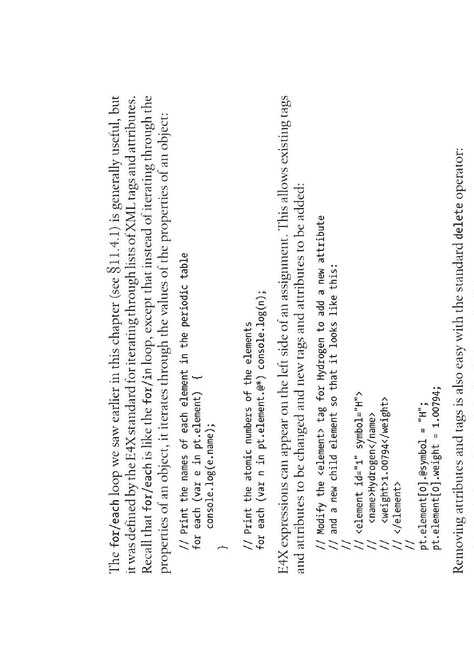 The for/each loop we saw earlier in this chapter (see §11.4.1) is generally useful, but
it was defined by the E4X standard for iterating through lists of XML tags and attributes.
Recall that for/each is like the for/in loop, except that instead of iterating through the
properties of an object, it iterates through the values of the properties of an object:
// Print the names of each element in the periodic table
for each (var e in pt.element) {
    console.log(e.name);
}
// Print the atomic numbers of the elements
for each (var n in pt.element.@*) console.log(n);
E4X expressions can appear on the left side of an assignment. This allows existing tags
and attributes to be changed and new tags and attributes to be added:
// Modify the <element> tag for Hydrogen to add a new attribute
// and a new child element so that it looks like this:
//
// <element id="1" symbol="H">
//   <name>Hydrogen</name>
//   <weight>1.00794</weight>
// </element>
//
pt.element[0].@symbol = "H";
pt.element[0].weight = 1.00794;
Removing attributes and tags is also easy with the standard delete operator: